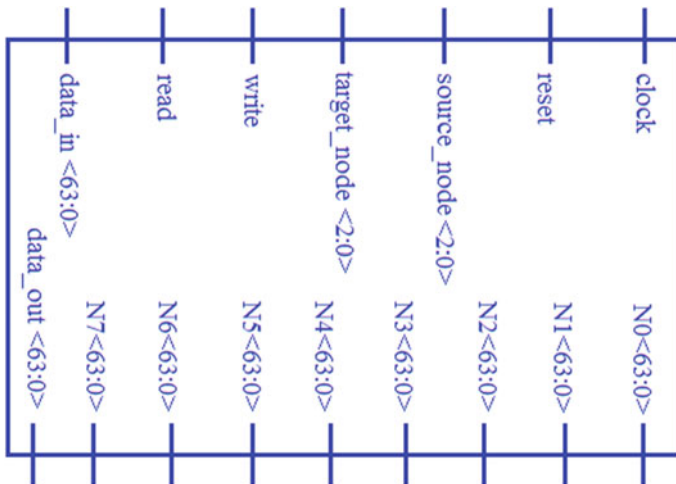 clock
reset
source_node <2:0>
target_node <2:0>
write
read
data_in <63:0>
N0<63:0>
N1<63:0>
N2<63:0>
N3<63:0>
N4<63:0>
N5<63:0>
N6<63:0>
N7<63:0>
data_out <63:0>